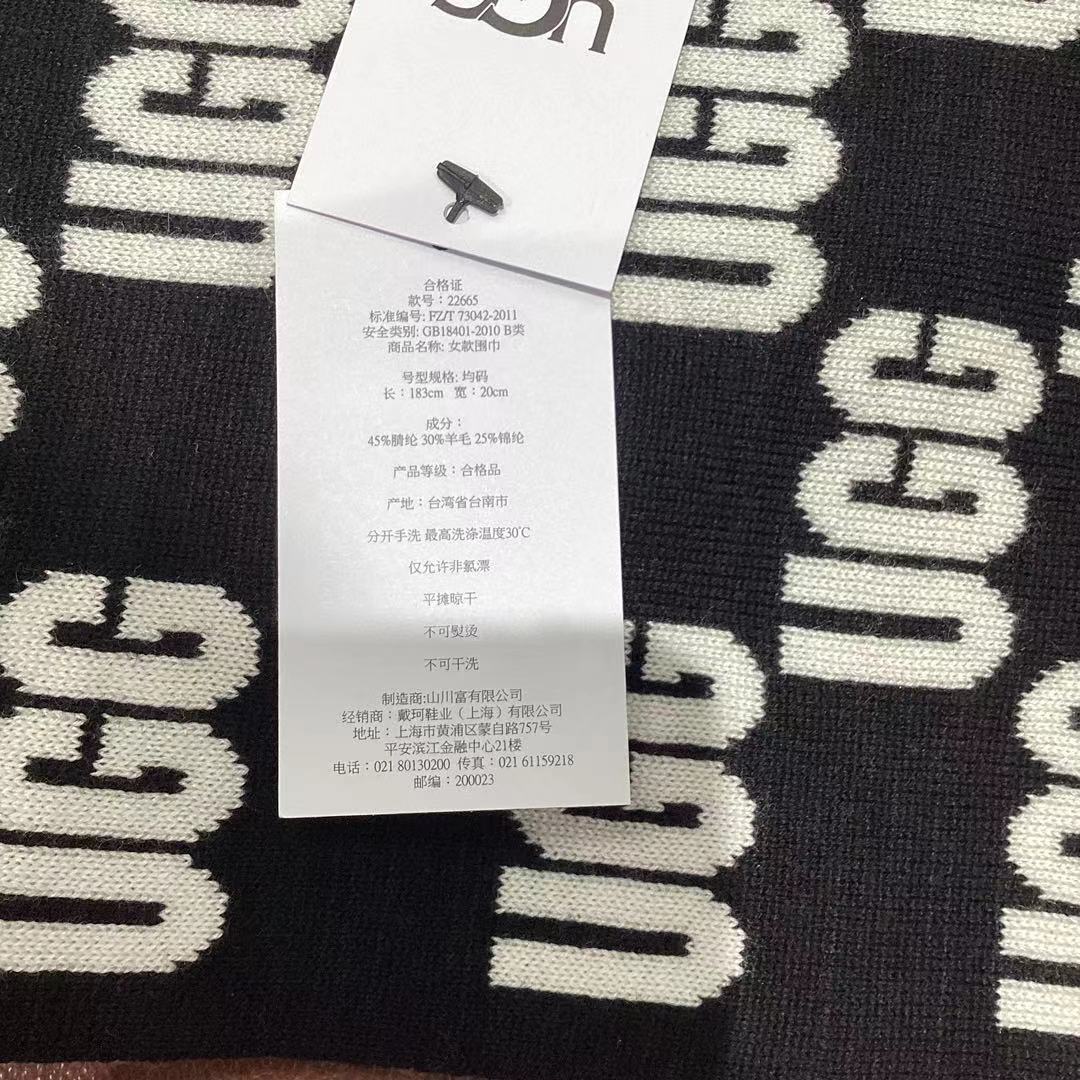 UGG
合格证
款号：22665
标准编号: FZ/T 73042-2011
安全类别: GB18401-2010 B类
商品名称: 女款围巾
号型规格: 均码
长：183cm 宽：20cm
成分：
45%腈纶 30%羊毛 25%锦纶
产品等级：合格品
产地：台湾省台南市
分开手洗 最高洗涤温度30℃
仅允许非氯漂
平摊晾干
不可熨烫
不可干洗
制造商:山川富有限公司
经销商：戴珂鞋业（上海）有限公司
地址：上海市黄浦区蒙自路757号
平安滨江金融中心21楼
电话：021 80130200 传真：021 61159218
邮编：200023
UGG
UGG
UGG
UGG
UGG